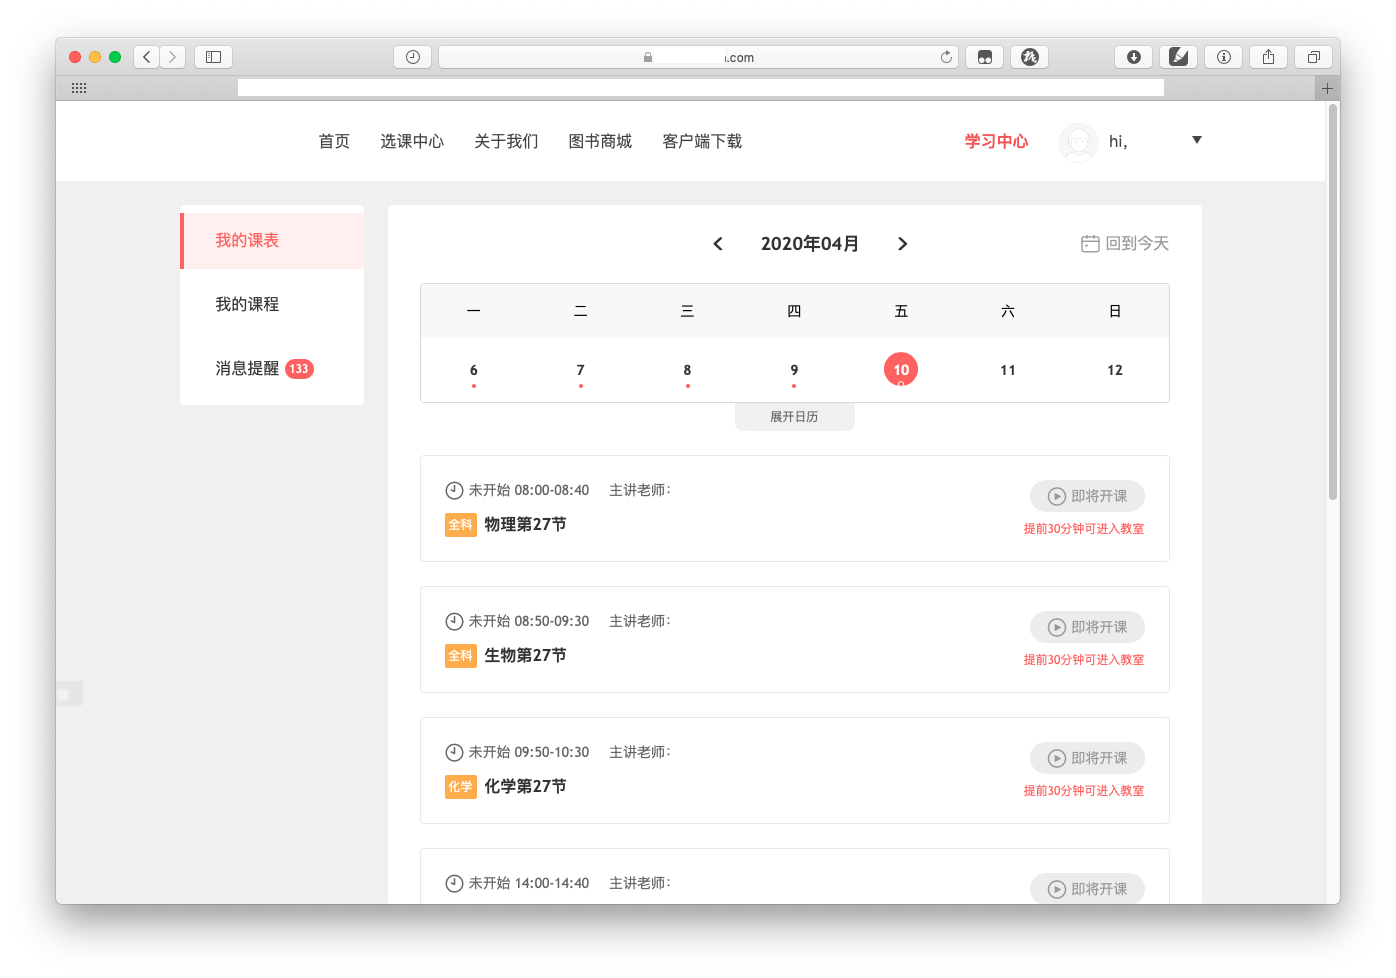 .com
首页 选课中心 关于我们 图书商城 客户端下载 学习中心 hi,
我的课表
我的课程
消息提醒 133
2020年04月 回到今天
一 二 三 四 五 六 日
6 7 8 9 10 11 12
展开日历
未开始 08:00-08:40 主讲老师: 即将开课
全科 物理第27节 提前30分钟可进入教室
未开始 08:50-09:30 主讲老师: 即将开课
全科 生物第27节 提前30分钟可进入教室
未开始 09:50-10:30 主讲老师: 即将开课
化学 化学第27节 提前30分钟可进入教室
未开始 14:00-14:40 主讲老师: 即将开课